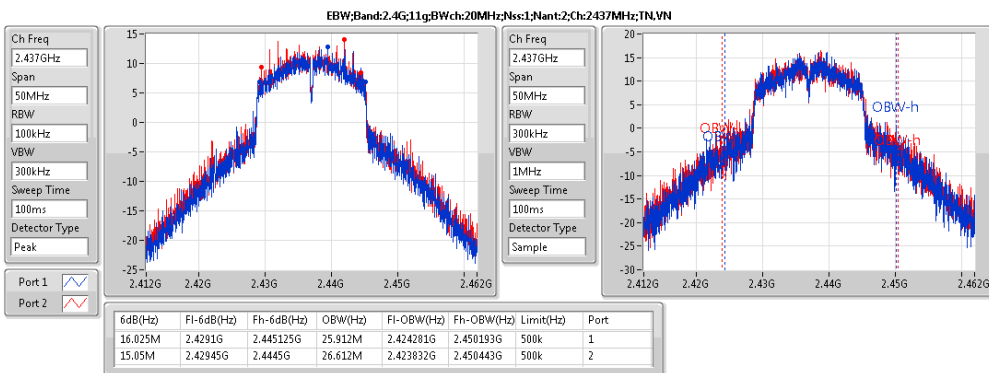 EBW;Band:2.4G;11g;BWch:20MHz;Nss:1;Nant:2;Ch:2437MHz;TN,VN
Ch Freq
2.437GHz
Span
50MHz
RBW
100kHz
VBW
300kHz
Sweep Time
100ms
Detector Type
Peak
Port 1
Port 2
15-
10-
5-
0-
-5-
-10-
-15-
-20-
-25-
2.412G 2.42G 2.43G 2.44G 2.45G 2.462G
Ch Freq
2.437GHz
Span
50MHz
RBW
300kHz
VBW
1MHz
Sweep Time
100ms
Detector Type
Sample
20-
15-
10-
5-
0-
-5-
-10-
-15-
-20-
-25-
-30-
OBW-h
2.412G 2.42G 2.43G 2.44G 2.45G 2.462G
6dB(Hz) Fl-6dB(Hz) Fh-6dB(Hz) OBW(Hz) Fl-OBW(Hz) Fh-OBW(Hz) Limit(Hz) Port
16.025M 2.4291G 2.445125G 25.912M 2.424281G 2.450193G 500k 1
15.05M 2.42945G 2.4445G 26.612M 2.423832G 2.450443G 500k 2